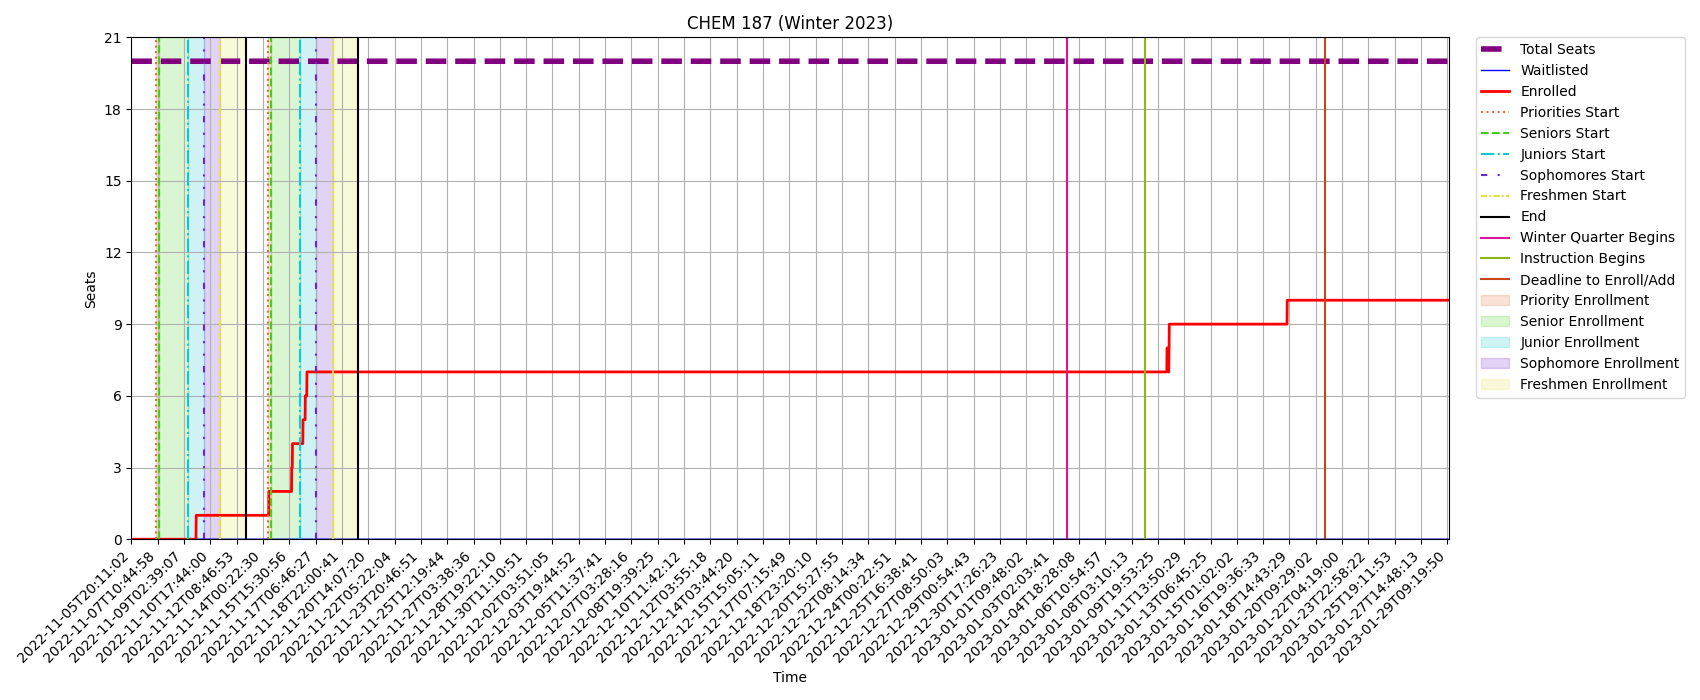 CHEM 187 (Winter 2023)
21
18
15
12
9
6
3
0
Seats
2022-11-05T20:11:02
2022-11-07T10:44:58
2022-11-09T02:39:07
2022-11-10T17:44:00
2022-11-12T08:46:53
2022-11-14T00:22:30
2022-11-15T15:30:56
2022-11-17T06:46:27
2022-11-18T22:00:41
2022-11-20T14:07:20
2022-11-22T05:22:04
2022-11-23T20:46:51
2022-11-25T12:19:44
2022-11-27T03:38:36
2022-11-28T19:22:10
2022-11-30T11:10:51
2022-12-02T03:51:05
2022-12-03T19:44:52
2022-12-05T11:37:41
2022-12-07T03:28:16
2022-12-08T19:39:25
2022-12-10T11:42:12
2022-12-12T03:55:18
2022-12-14T03:44:20
2022-12-15T15:05:11
2022-12-17T07:15:49
2022-12-18T23:20:10
2022-12-20T15:27:55
2022-12-22T08:14:34
2022-12-24T00:22:51
2022-12-25T16:38:41
2022-12-27T08:50:03
2022-12-29T00:54:43
2022-12-30T17:26:23
2023-01-01T09:48:02
2023-01-03T02:03:41
2023-01-04T18:28:08
2023-01-06T10:54:57
2023-01-08T03:10:13
2023-01-09T19:53:25
2023-01-11T13:50:29
2023-01-13T06:45:25
2023-01-15T01:02:02
2023-01-16T19:36:33
2023-01-18T14:43:29
2023-01-20T09:29:02
2023-01-22T04:19:00
2023-01-23T22:58:22
2023-01-25T19:11:53
2023-01-27T14:48:13
2023-01-29T09:19:50
Time
Total Seats
Waitlisted
Enrolled
Priorities Start
Seniors Start
Juniors Start
Sophomores Start
Freshmen Start
End
Winter Quarter Begins
Instruction Begins
Deadline to Enroll/Add
Priority Enrollment
Senior Enrollment
Junior Enrollment
Sophomore Enrollment
Freshmen Enrollment